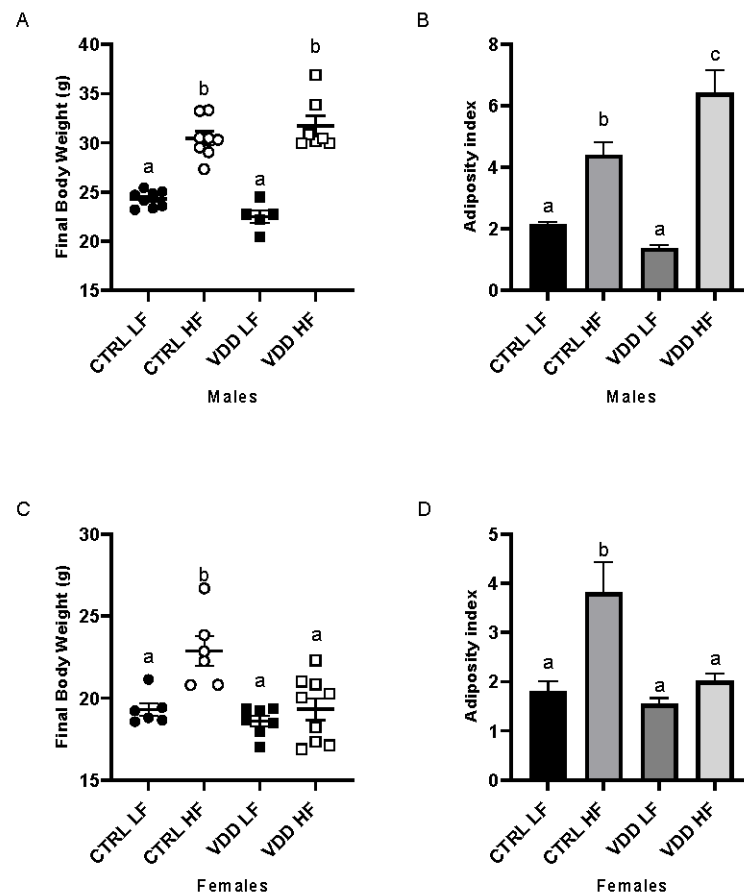 A
Final Body Weight (g)
40
35
30
25
20
15
a
b
a
b
CTRL LF
CTRL HF
VDD LF
VDD HF
Males
B
Adiposity index
8
6
4
2
0
a
b
a
c
CTRL LF
CTRL HF
VDD LF
VDD HF
Males
C
Final Body Weight (g)
30
25
20
15
a
b
a
a
CTRL LF
CTRL HF
VDD LF
VDD HF
Females
D
Adiposity index
5
4
3
2
1
0
a
b
a
a
CTRL LF
CTRL HF
VDD LF
VDD HF
Females